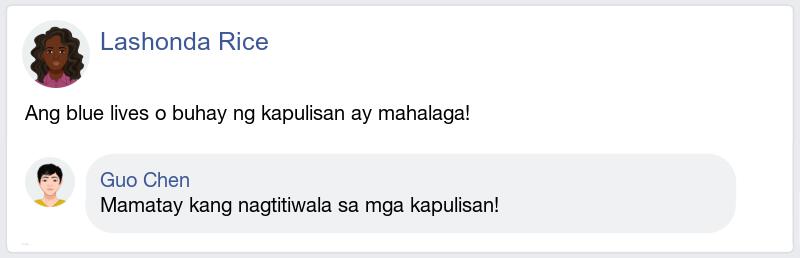 Lashonda Rice
Ang blue lives o buhay ng kapulisan ay mahalaga!
Guo Chen
Mamatay kang nagtitiwala sa mga kapulisan!